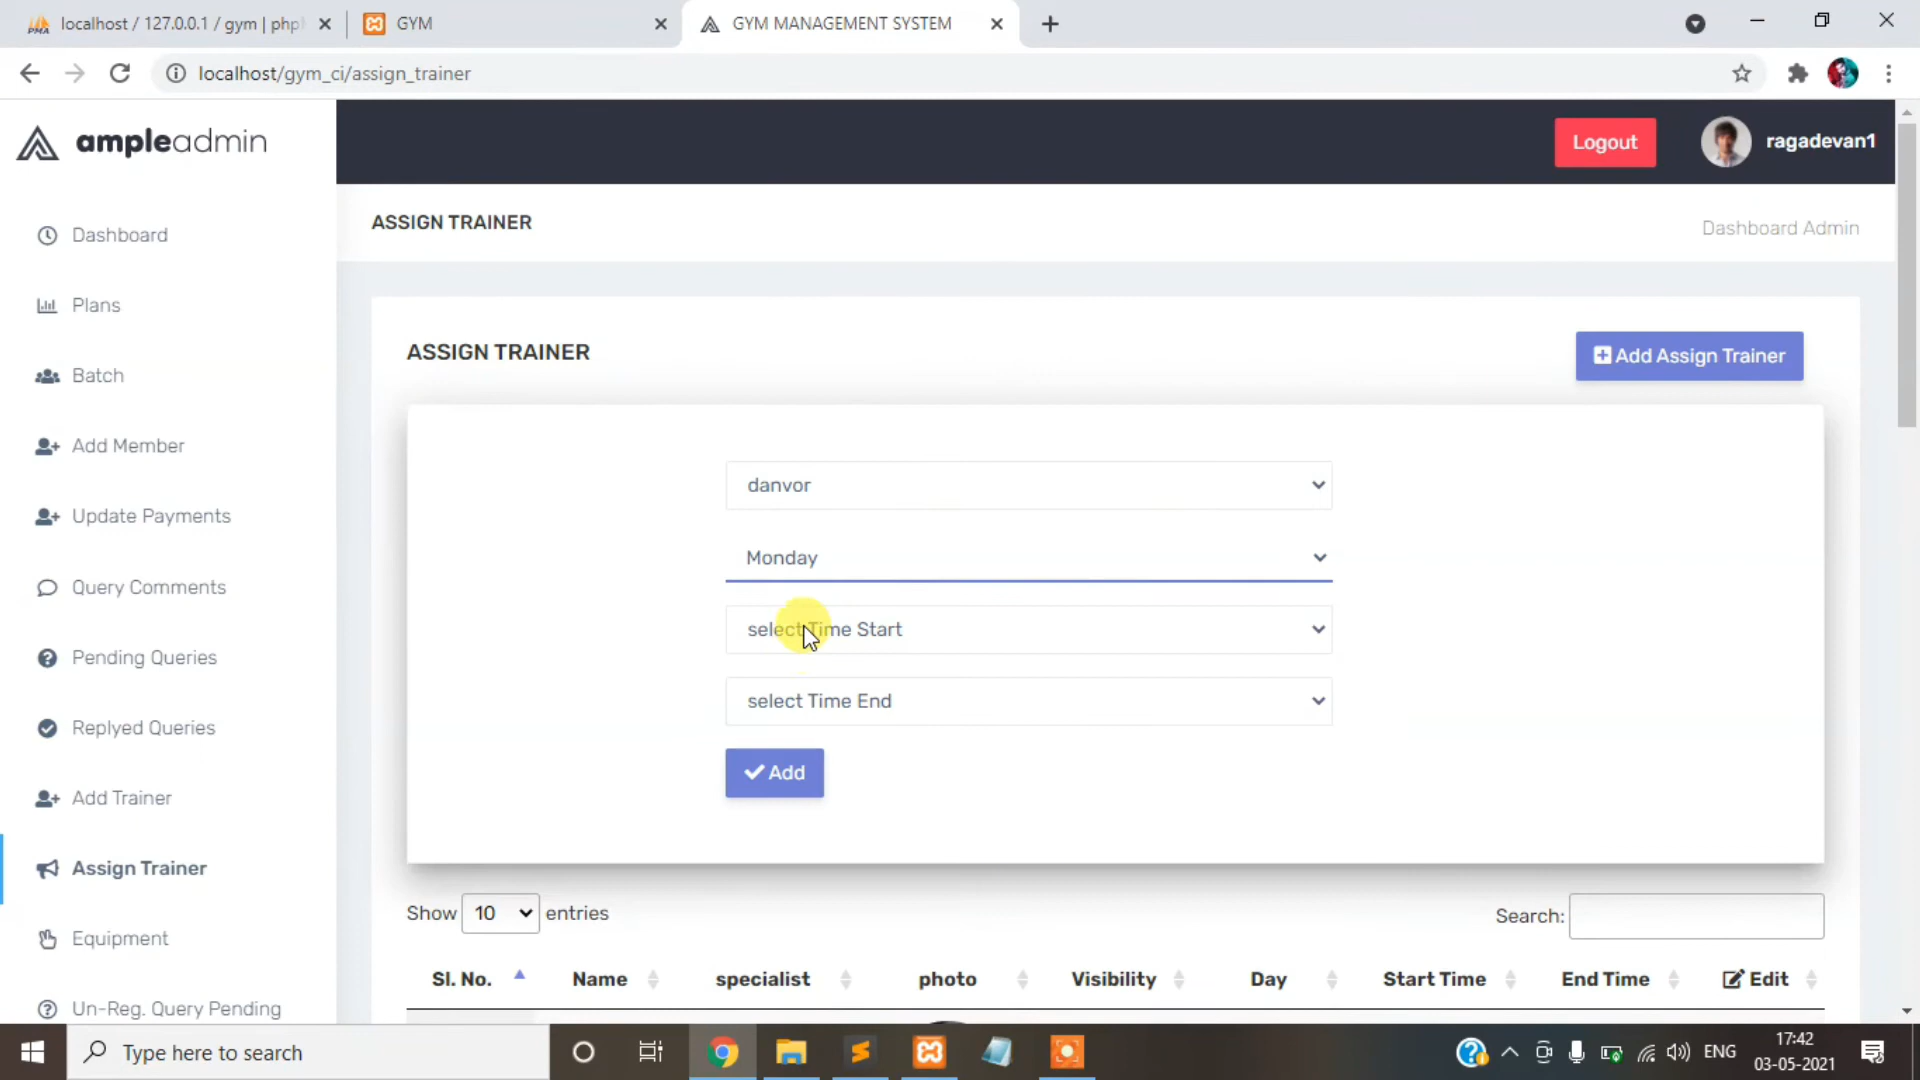 localhost / 127.0.0.1 / gym | php
GYM
GYM MANAGEMENT SYSTEM
localhost/gym_ci/assign_trainer
ampleadmin
Logout
ragadevan1
ASSIGN TRAINER
Dashboard Admin
Dashboard
Plans
Batch
Add Member
Update Payments
Query Comments
Pending Queries
Replyed Queries
Add Trainer
Assign Trainer
Equipment
Un-Reg. Query Pending
ASSIGN TRAINER
Add Assign Trainer
danvor
Monday
select Time Start
select Time End
Add
Show 10 entries
Search:
Sl. No. Name specialist photo Visibility Day Start Time End Time Edit
Type here to search
ENG
17:42
03-05-2021
PMA